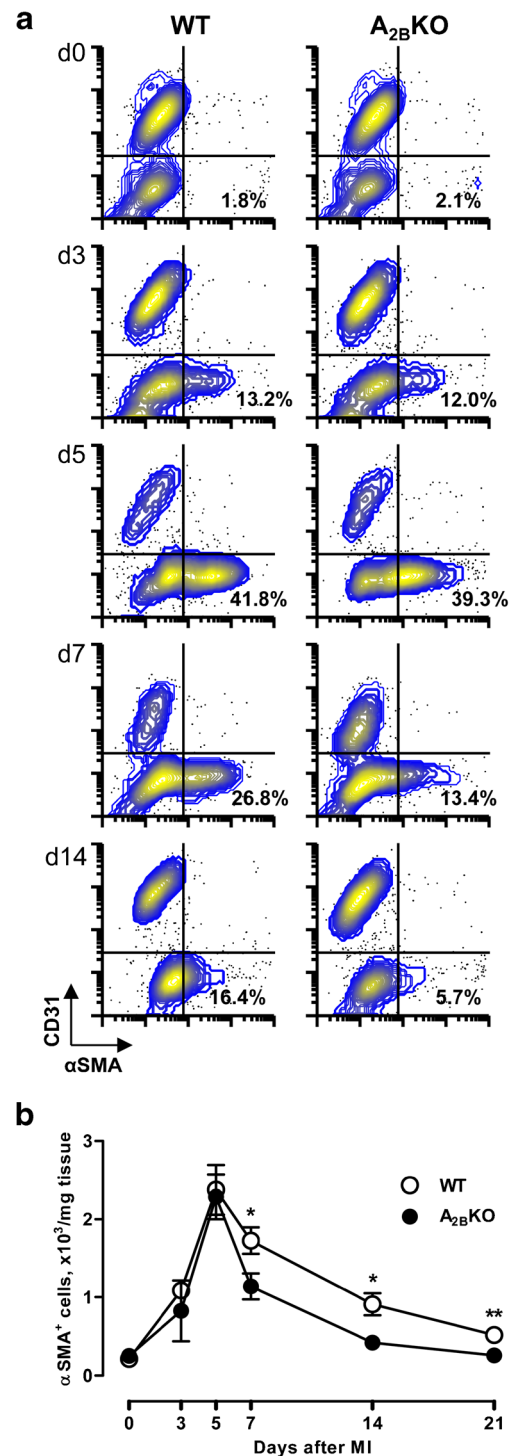 a
WT A₂BKO
d0
1.8% 2.1%
d3
13.2% 12.0%
d5
41.8% 39.3%
d7
26.8% 13.4%
d14
16.4% 5.7%
CD31
αSMA
b
αSMA⁺ cells, x10³/mg tissue
3
2
1
0
WT
A₂BKO
* * **
0 3 5 7 14 21
Days after MI